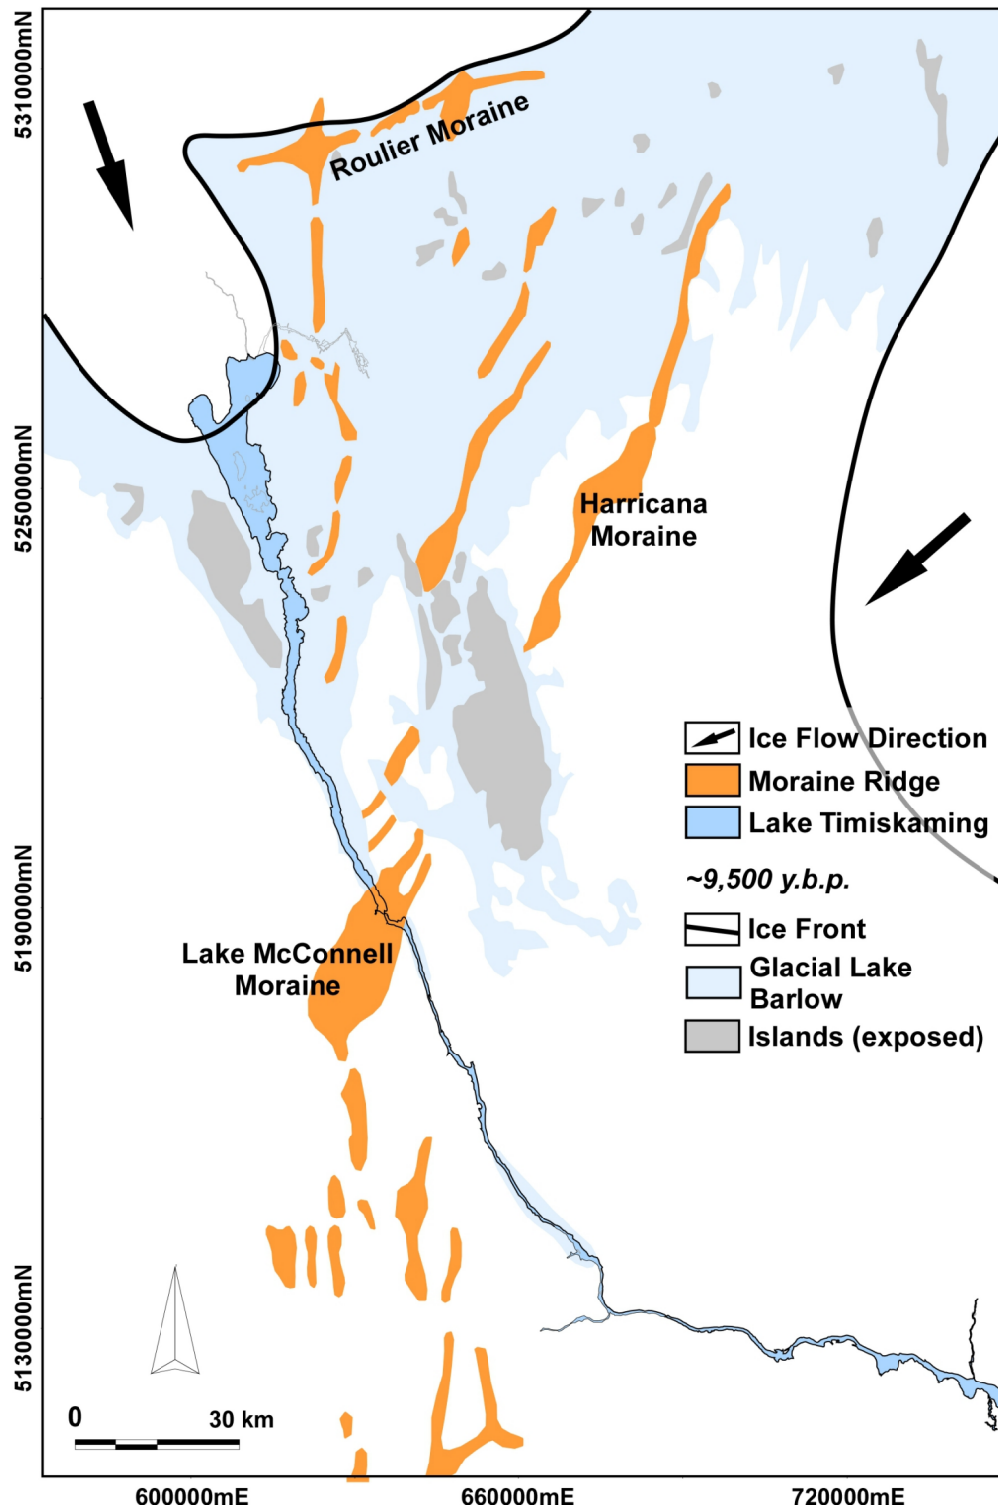 5310000mN
Roulier Moraine
5250000mN
Harricana
Moraine
Ice Flow Direction
Moraine Ridge
Lake Timiskaming
~9,500 y.b.p.
Ice Front
Glacial Lake
Barlow
Islands (exposed)
5190000mN
Lake McConnell
Moraine
5130000mN
0 30 km
600000mE 660000mE 720000mE